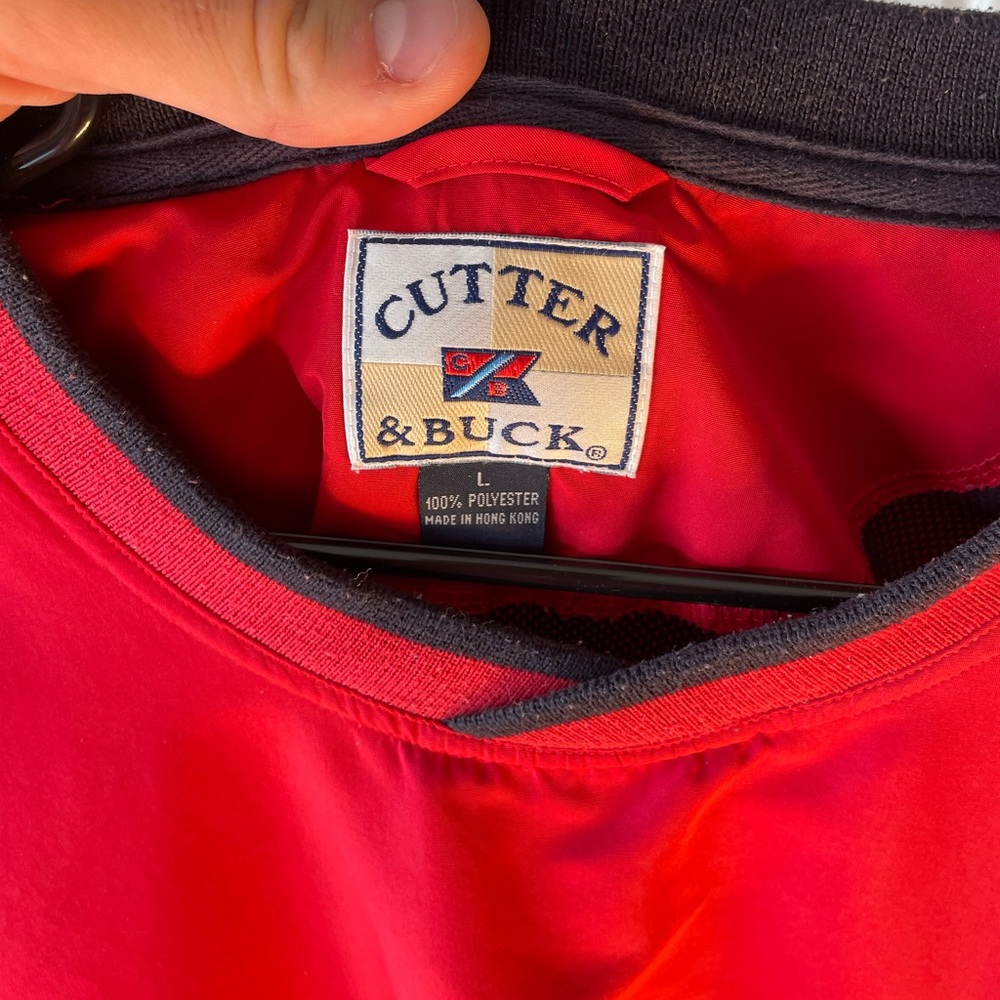 CUTTER
C
B
& BUCK®
L
100% POLYESTER
MADE IN HONG KONG